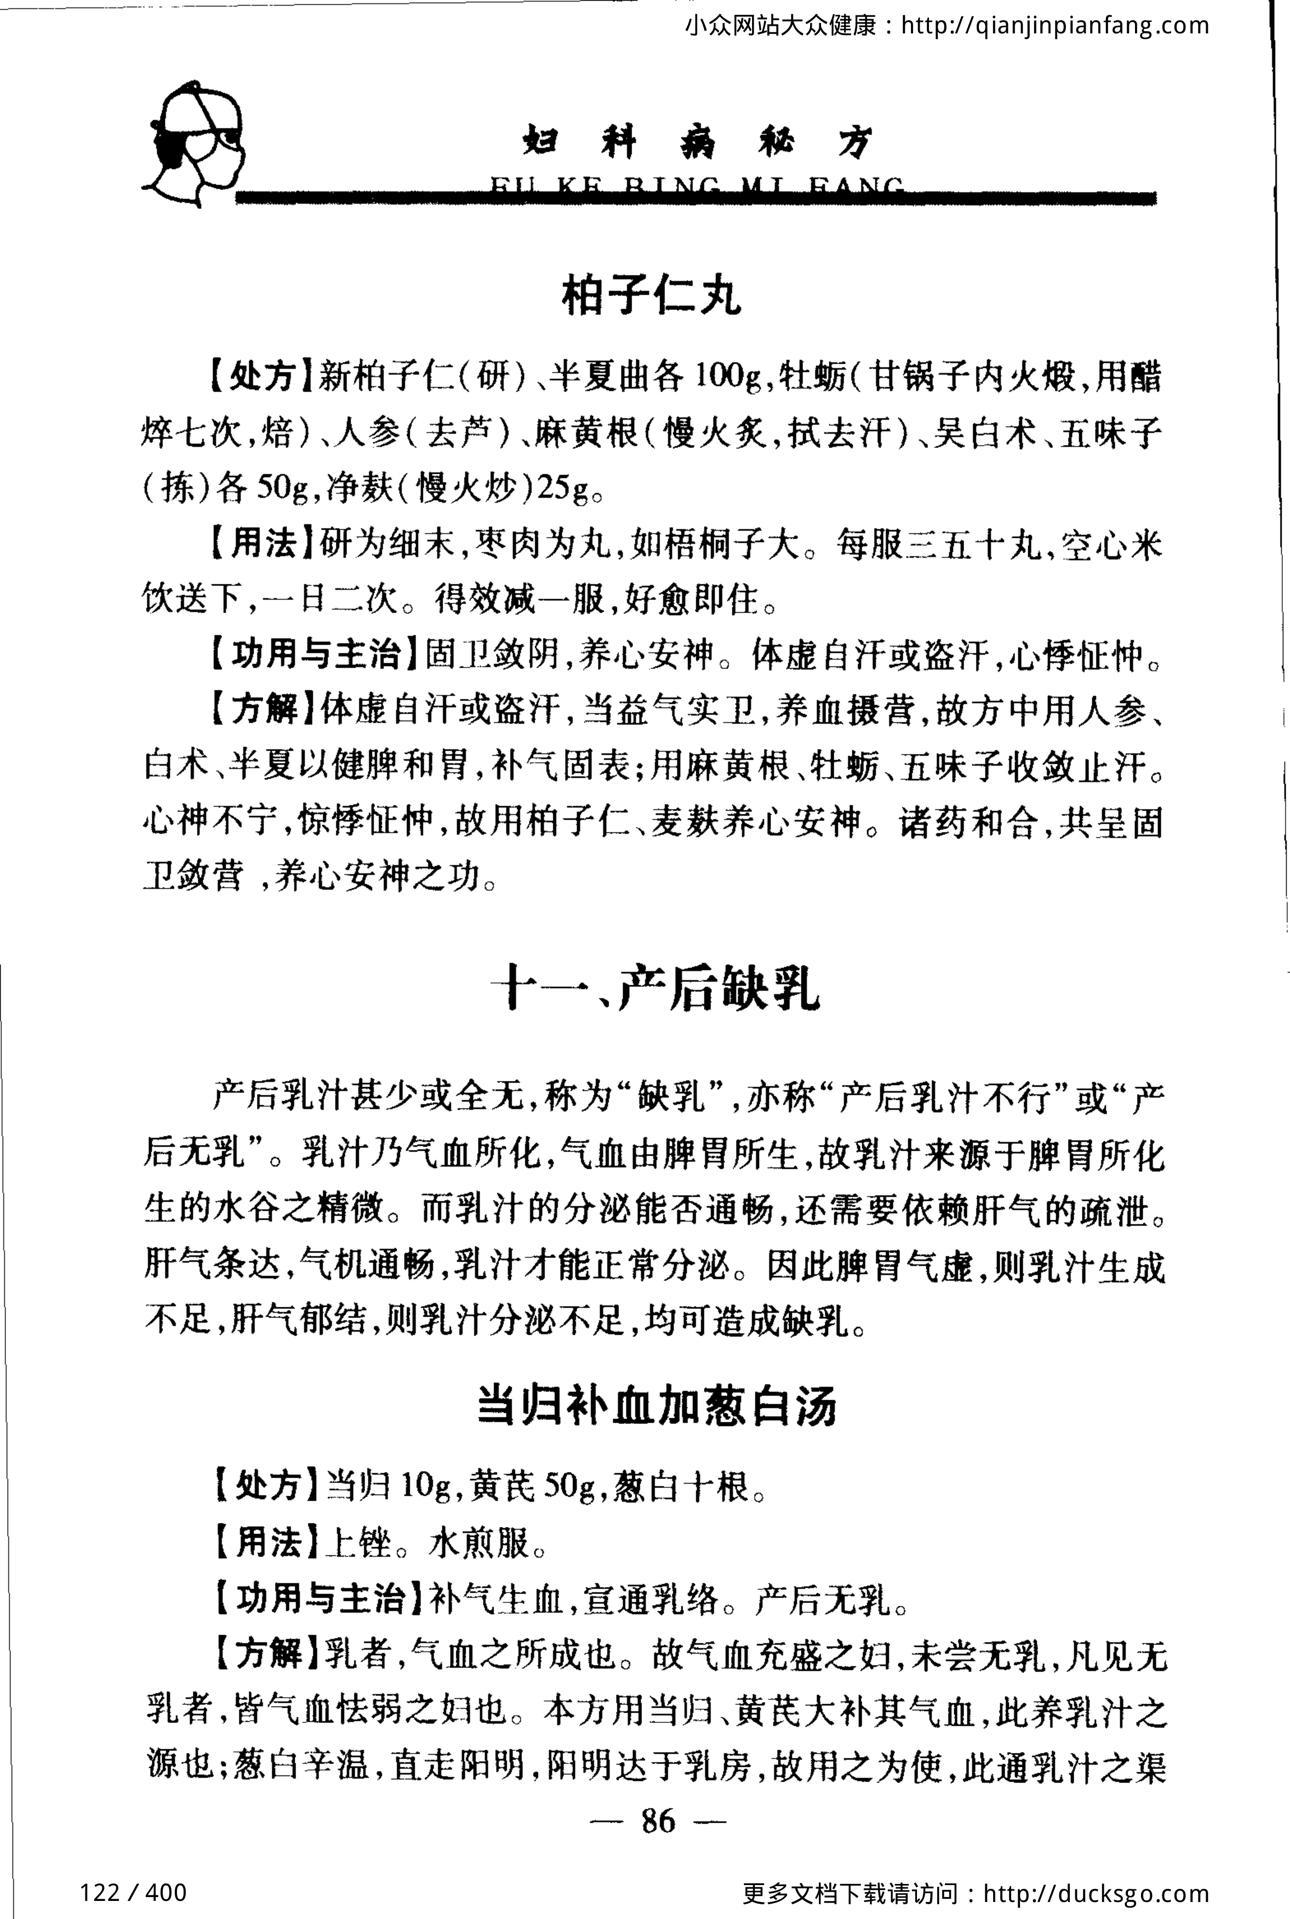 小众网站大众健康：http://qianjinpianfang.com
妇科病秘方
FU KE BING MI FANG
柏子仁丸
【处方】新柏子仁(研)、半夏曲各100g,牡蛎(甘锅子内火煅,用醋
焠七次,焙)、人参(去芦)、麻黄根(慢火炙,拭去汗)、吴白术、五味子
(拣)各50g,净麸(慢火炒)25g。
【用法】研为细末,枣肉为丸,如梧桐子大。每服三五十丸,空心米
饮送下,一日二次。得效减一服,好愈即住。
【功用与主治】固卫敛阴,养心安神。体虚自汗或盗汗,心悸怔忡。
【方解】体虚自汗或盗汗,当益气实卫,养血摄营,故方中用人参、
白术、半夏以健脾和胃,补气固表;用麻黄根、牡蛎、五味子收敛止汗。
心神不宁,惊悸怔忡,故用柏子仁、麦麸养心安神。诸药和合,共呈固
卫敛营,养心安神之功。
十一、产后缺乳
产后乳汁甚少或全无,称为“缺乳”,亦称“产后乳汁不行”或“产
后无乳”。乳汁乃气血所化,气血由脾胃所生,故乳汁来源于脾胃所化
生的水谷之精微。而乳汁的分泌能否通畅,还需要依赖肝气的疏泄。
肝气条达,气机通畅,乳汁才能正常分泌。因此脾胃气虚,则乳汁生成
不足,肝气郁结,则乳汁分泌不足,均可造成缺乳。
当归补血加葱白汤
【处方】当归10g,黄芪50g,葱白十根。
【用法】上锉。水煎服。
【功用与主治】补气生血,宣通乳络。产后无乳。
【方解】乳者,气血之所成也。故气血充盛之妇,未尝无乳,凡见无
乳者,皆气血怯弱之妇也。本方用当归、黄芪大补其气血,此养乳汁之
源也;葱白辛温,直走阳明,阳明达于乳房,故用之为使,此通乳汁之渠
— 86 —
122 / 400
更多文档下载请访问：http://ducksgo.com